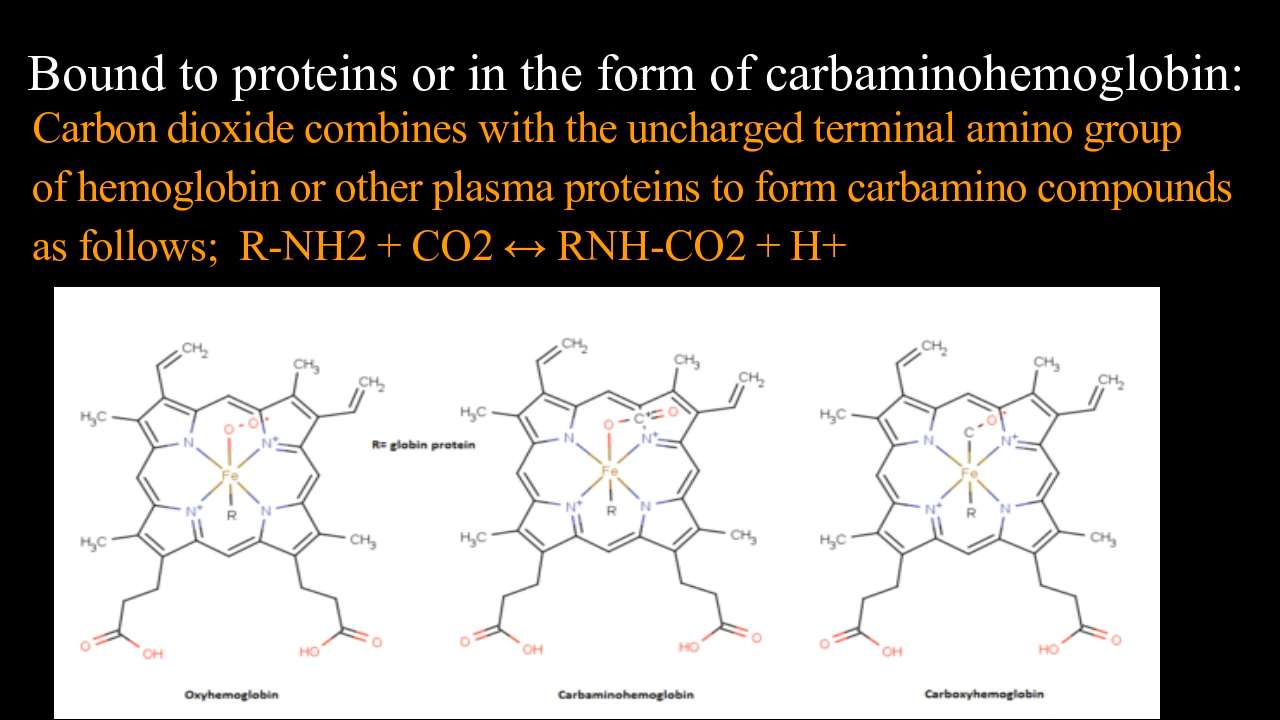 Bound to proteins or in the form of carbaminohemoglobin:
Carbon dioxide combines with the uncharged terminal amino group
of hemoglobin or other plasma proteins to form carbamino compounds
as follows; R-NH2 + CO2 ↔ RNH-CO2 + H+
CH₂
CH₃
CH₂
H₃C
O
O
N
N⁺
Fe
N⁺
R
N
H₃C
CH₃
O
OH
HO
O
Oxyhemoglobin
R= globin protein
CH₂
CH₃
CH₂
H₃C
O
C⁺
O
N
N⁺
Fe
N⁺
R
N
H₃C
CH₃
O
OH
HO
O
Carbaminohemoglobin
CH₂
CH₃
CH₂
H₃C
C
O
N
N⁺
Fe
N⁺
R
N
H₃C
CH₃
O
OH
HO
O
Carboxyhemoglobin